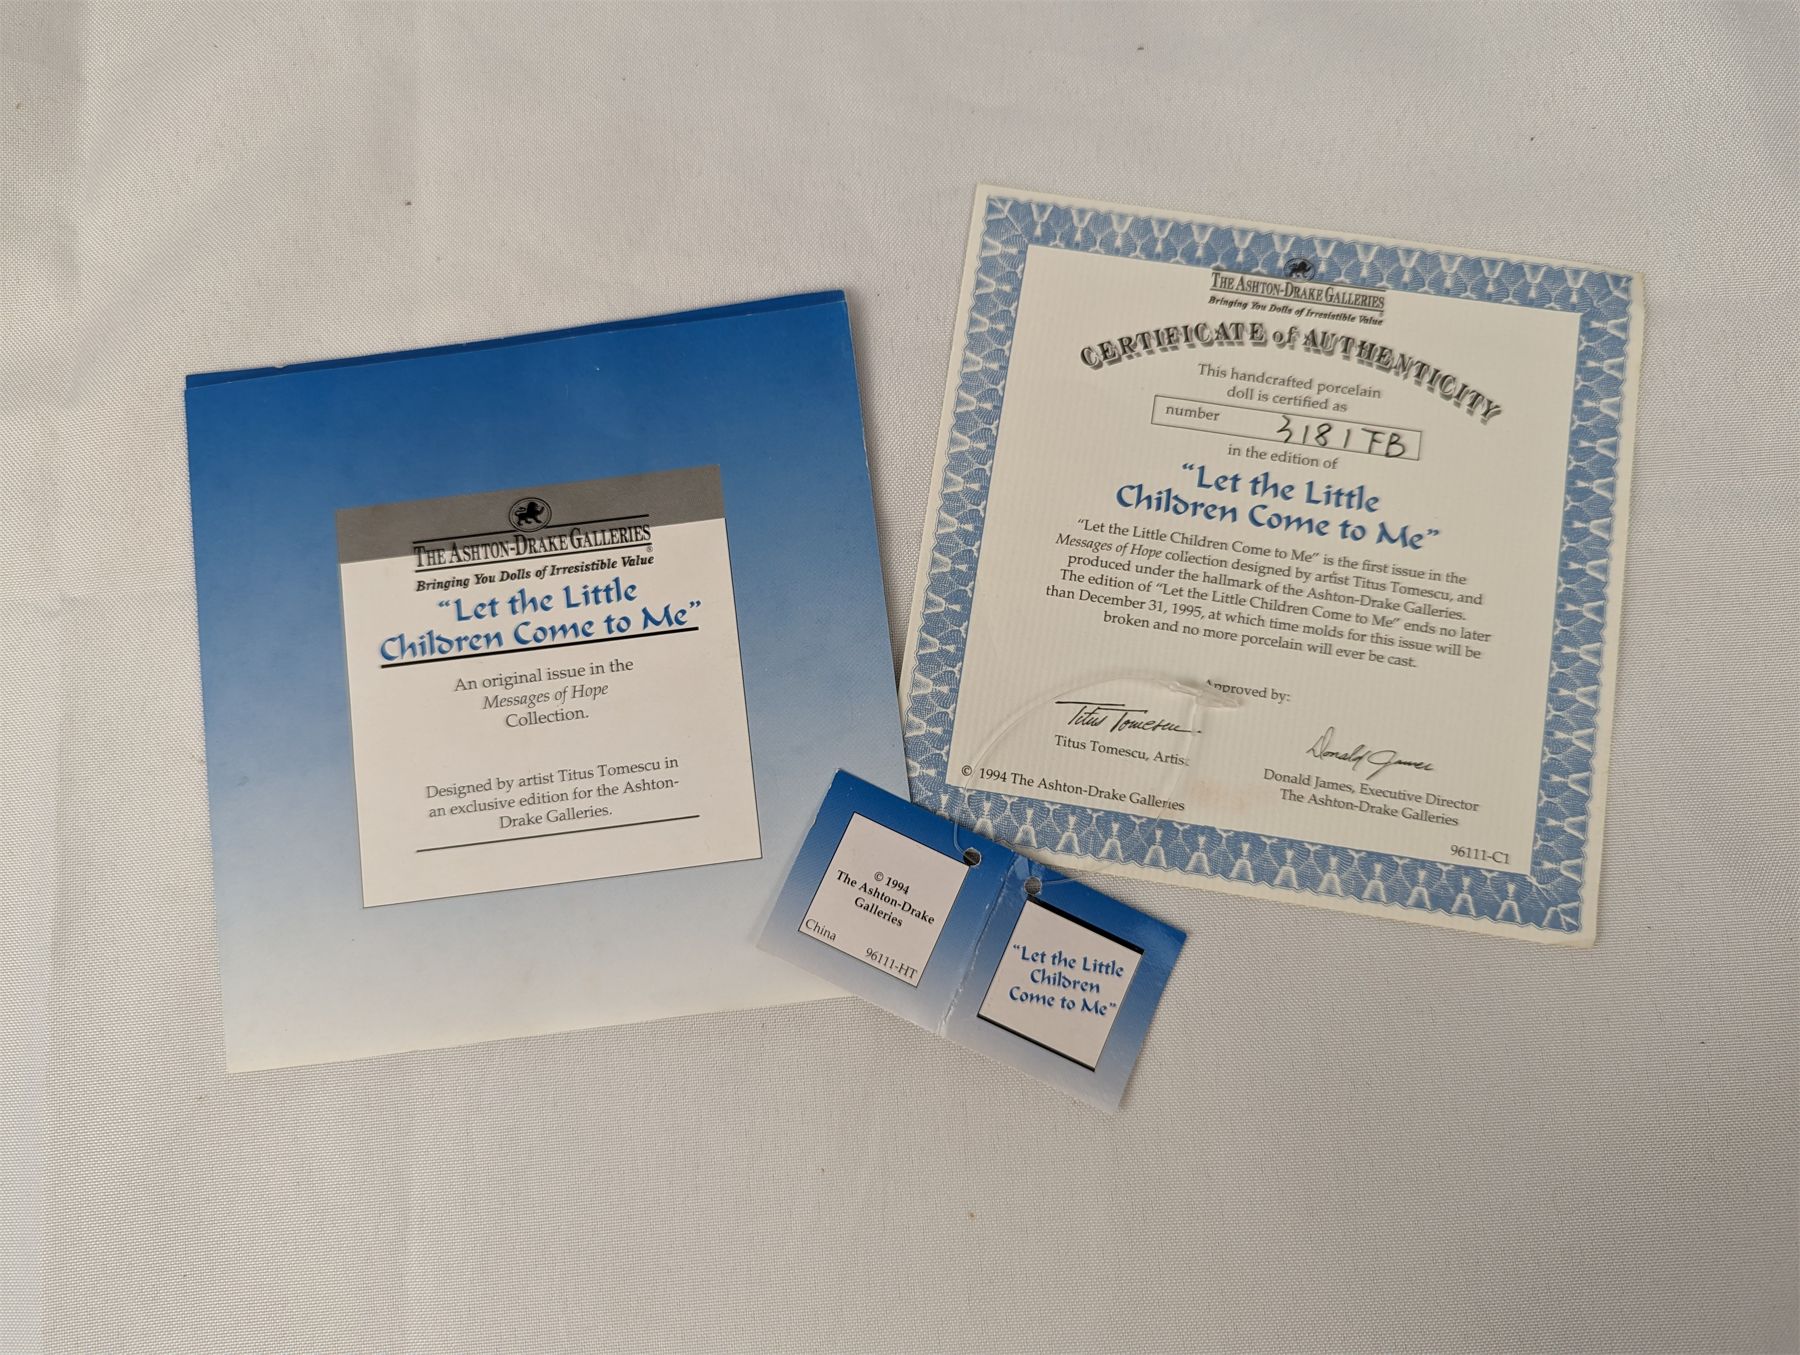 THE ASHTON-DRAKE GALLERIES®
Bringing You Dolls of Irresistible Value
“Let the Little
Children Come to Me”
An original issue in the
Messages of Hope
Collection.
Designed by artist Titus Tomescu in
an exclusive edition for the Ashton-
Drake Galleries.
THE ASHTON-DRAKE GALLERIES
Bringing You Dolls of Irresistible Value
CERTIFICATE of AUTHENTICITY
This handcrafted porcelain
doll is certified as
number 3181FB
in the edition of
“Let the Little
Children Come to Me”
“Let the Little Children Come to Me” is the first issue in the
Messages of Hope collection designed by artist Titus Tomescu, and
produced under the hallmark of the Ashton-Drake Galleries.
The edition of “Let the Little Children Come to Me” ends no later
than December 31, 1995, at which time molds for this issue will be
broken and no more porcelain will ever be cast.
Approved by:
Titus Tomescu
Titus Tomescu, Artist
Donald James
Donald James, Executive Director
The Ashton-Drake Galleries
© 1994 The Ashton-Drake Galleries
96111-C1
© 1994
The Ashton-Drake
Galleries
China
96111-HT
“Let the Little
Children
Come to Me”